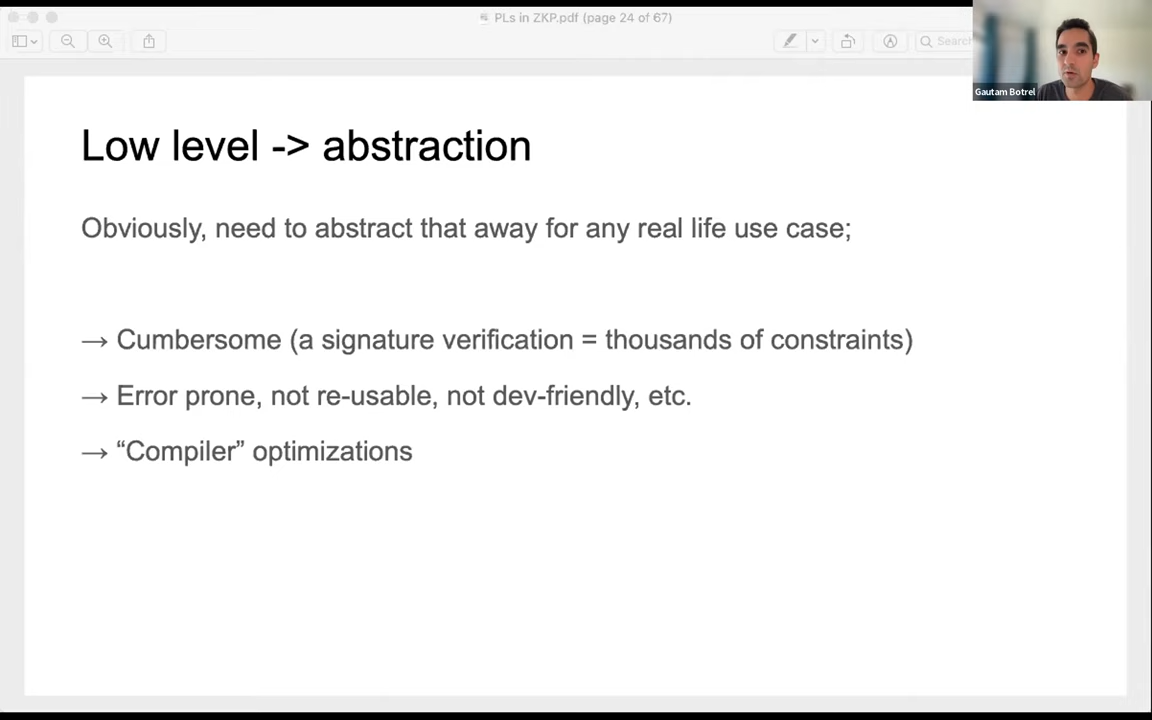 PLs in ZKP.pdf (page 24 of 67)
Search
Gautam Botrel
Low level -> abstraction
Obviously, need to abstract that away for any real life use case;
→ Cumbersome (a signature verification = thousands of constraints)
→ Error prone, not re-usable, not dev-friendly, etc.
→ “Compiler” optimizations